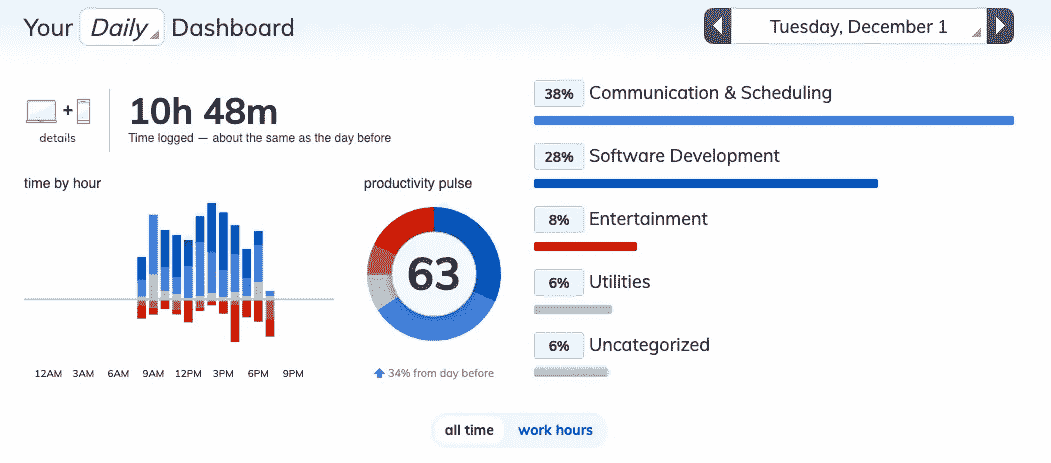 Your Daily Dashboard
Tuesday, December 1
+
details
10h 48m
Time logged — about the same as the day before
time by hour
12AM 3AM 6AM 9AM 12PM 3PM 6PM 9PM
productivity pulse
63
34% from day before
38% Communication & Scheduling
28% Software Development
8% Entertainment
6% Utilities
6% Uncategorized
all time work hours